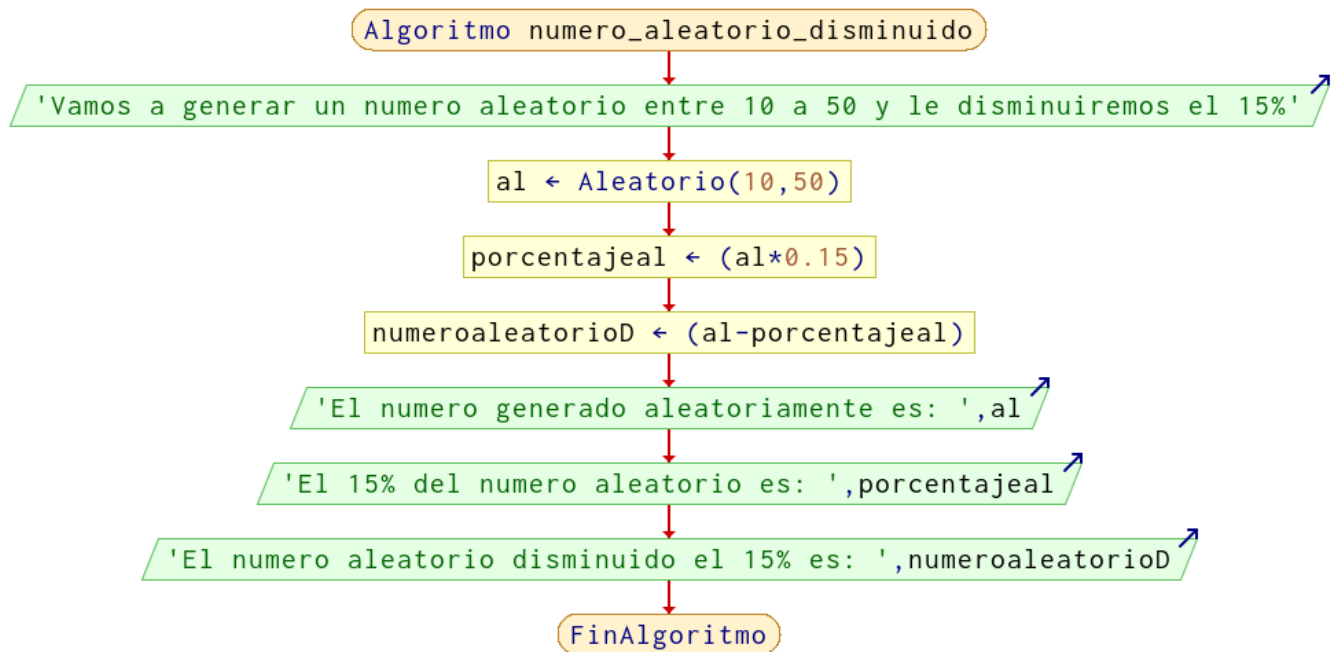 Algoritmo numero_aleatorio_disminuido
'Vamos a generar un numero aleatorio entre 10 a 50 y le disminuiremos el 15%'
al ← Aleatorio(10,50)
porcentajeal ← (al*0.15)
numeroaleatorioD ← (al-porcentajeal)
'El numero generado aleatoriamente es: ',al
'El 15% del numero aleatorio es: ',porcentajeal
'El numero aleatorio disminuido el 15% es: ',numeroaleatorioD
FinAlgoritmo